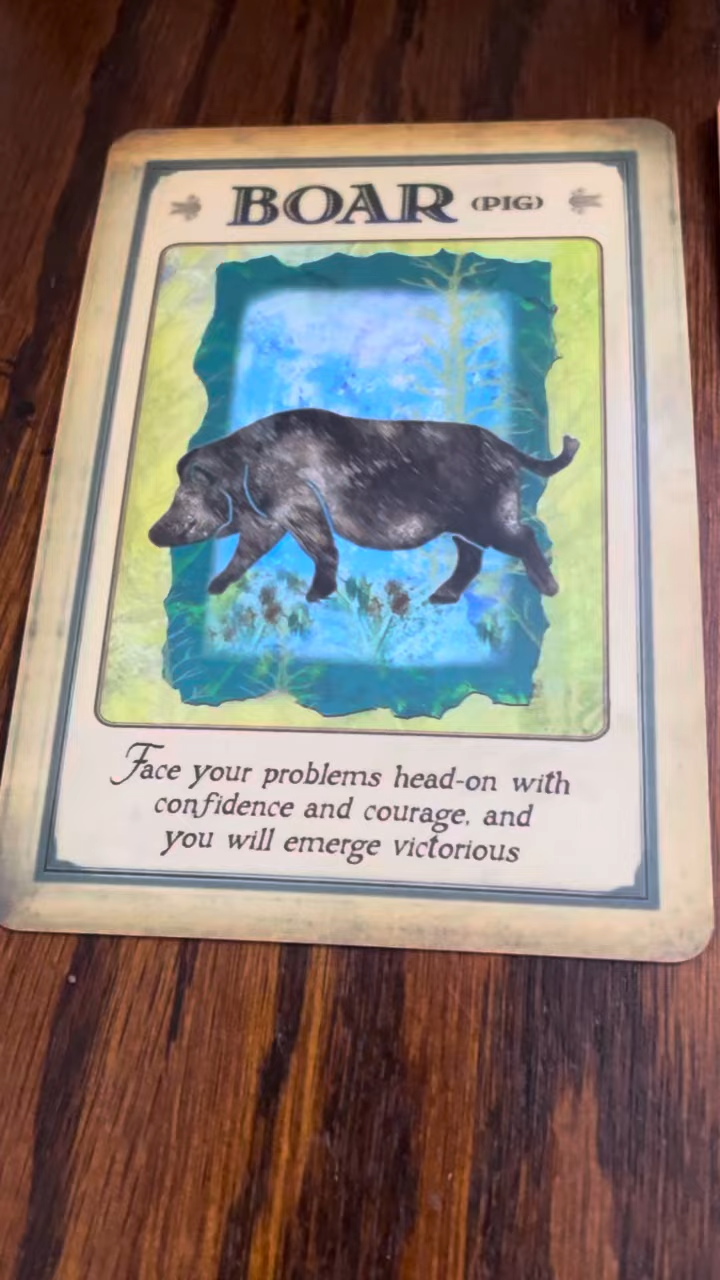 BOAR (PIG)
Face your problems head-on with
confidence and courage, and
you will emerge victorious